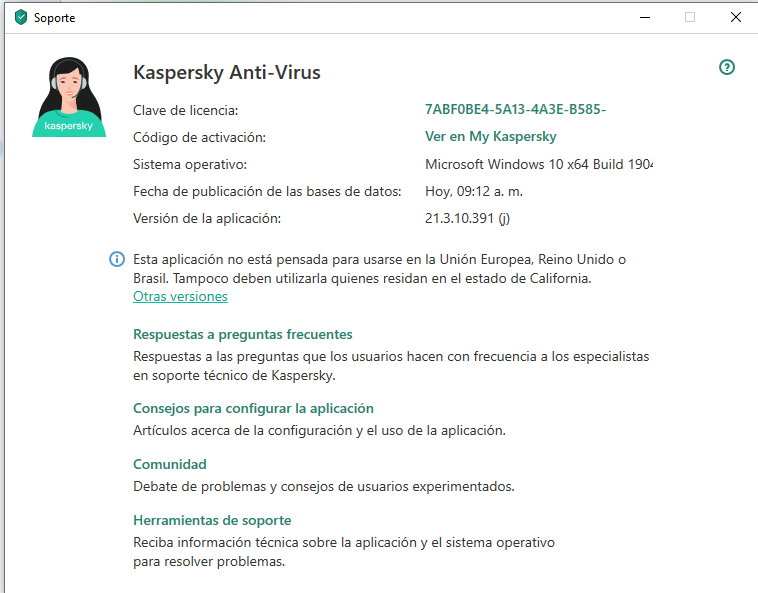 Soporte
kaspersky
Kaspersky Anti-Virus
Clave de licencia: 7ABF0BE4-5A13-4A3E-B585-
Código de activación: Ver en My Kaspersky
Sistema operativo: Microsoft Windows 10 x64 Build 1904
Fecha de publicación de las bases de datos: Hoy, 09:12 a. m.
Versión de la aplicación: 21.3.10.391 (j)
Esta aplicación no está pensada para usarse en la Unión Europea, Reino Unido o
Brasil. Tampoco deben utilizarla quienes residan en el estado de California.
Otras versiones
Respuestas a preguntas frecuentes
Respuestas a las preguntas que los usuarios hacen con frecuencia a los especialistas
en soporte técnico de Kaspersky.
Consejos para configurar la aplicación
Artículos acerca de la configuración y el uso de la aplicación.
Comunidad
Debate de problemas y consejos de usuarios experimentados.
Herramientas de soporte
Reciba información técnica sobre la aplicación y el sistema operativo
para resolver problemas.